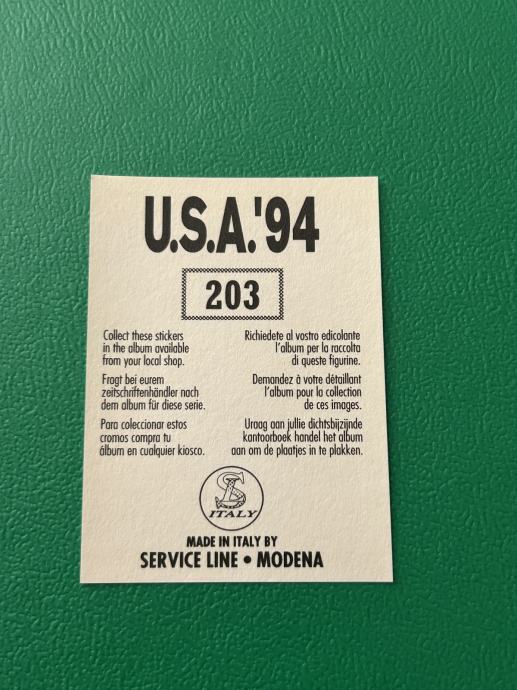 U.S.A.'94
203
Collect these stickers
in the album available
from your local shop.
Fragt bei eurem
zeitschriftenhändler nach
dem album für diese serie.
Para coleccionar estos
cromos compra tu
álbum en cualquier kiosco.
Richiedete al vostro edicolante
l'album per la raccolta
di queste figurine.
Demandez à vôtre détaillant
l'album pour la collection
de ces images.
Uraag aan jullie dichtsbijzijnde
kantoorboek handel het album
aan om de plaatjes in te plakken.
SL
ITALY
MADE IN ITALY BY
SERVICE LINE • MODENA